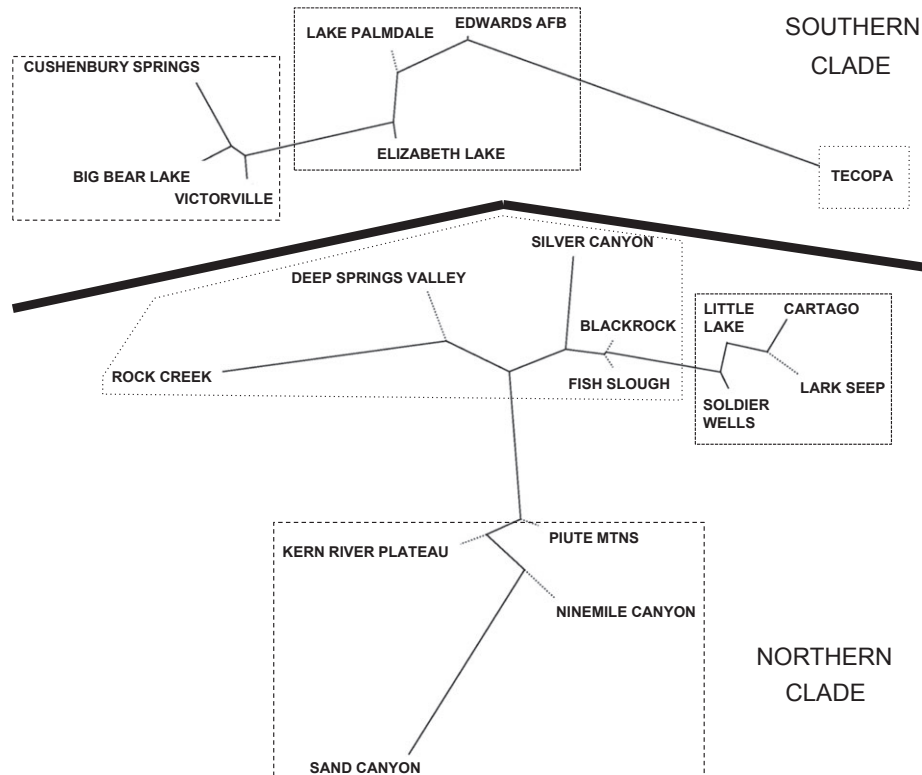 EDWARDS AFB
LAKE PALMDALE
SOUTHERN
CLADE
CUSHENBURY SPRINGS
ELIZABETH LAKE
BIG BEAR LAKE
VICTORVILLE
TECOPA
SILVER CANYON
DEEP SPRINGS VALLEY
LITTLE
LAKE
CARTAGO
BLACKROCK
ROCK CREEK
FISH SLOUGH
LARK SEEP
SOLDIER
WELLS
PIUTE MTNS
KERN RIVER PLATEAU
NINEMILE CANYON
NORTHERN
CLADE
SAND CANYON